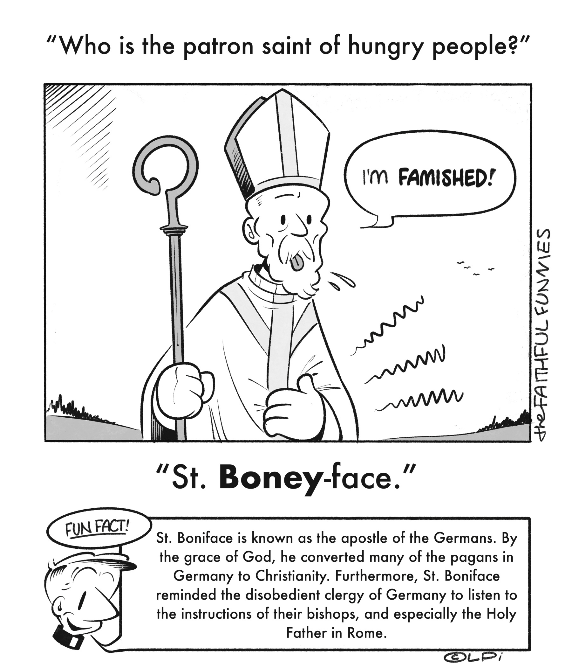 “Who is the patron saint of hungry people?”
I'm FAMISHED!
the FAITHFUL FUNNIES
“St. Boney-face.”
FUN FACT!
St. Boniface is known as the apostle of the Germans. By
the grace of God, he converted many of the pagans in
Germany to Christianity. Furthermore, St. Boniface
reminded the disobedient clergy of Germany to listen to
the instructions of their bishops, and especially the Holy
Father in Rome.
©LPi